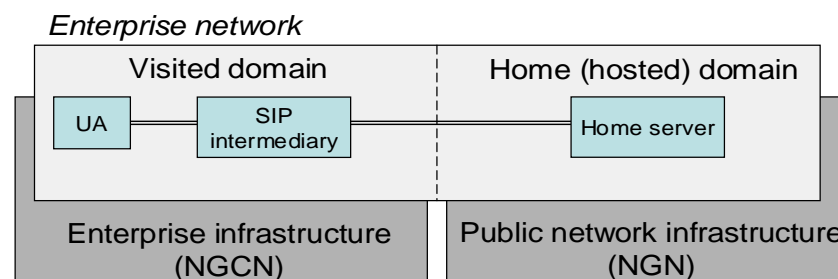 Enterprise network
Visited domain
Home (hosted) domain
UA
SIP
intermediary
Home server
Enterprise infrastructure
(NGCN)
Public network infrastructure
(NGN)